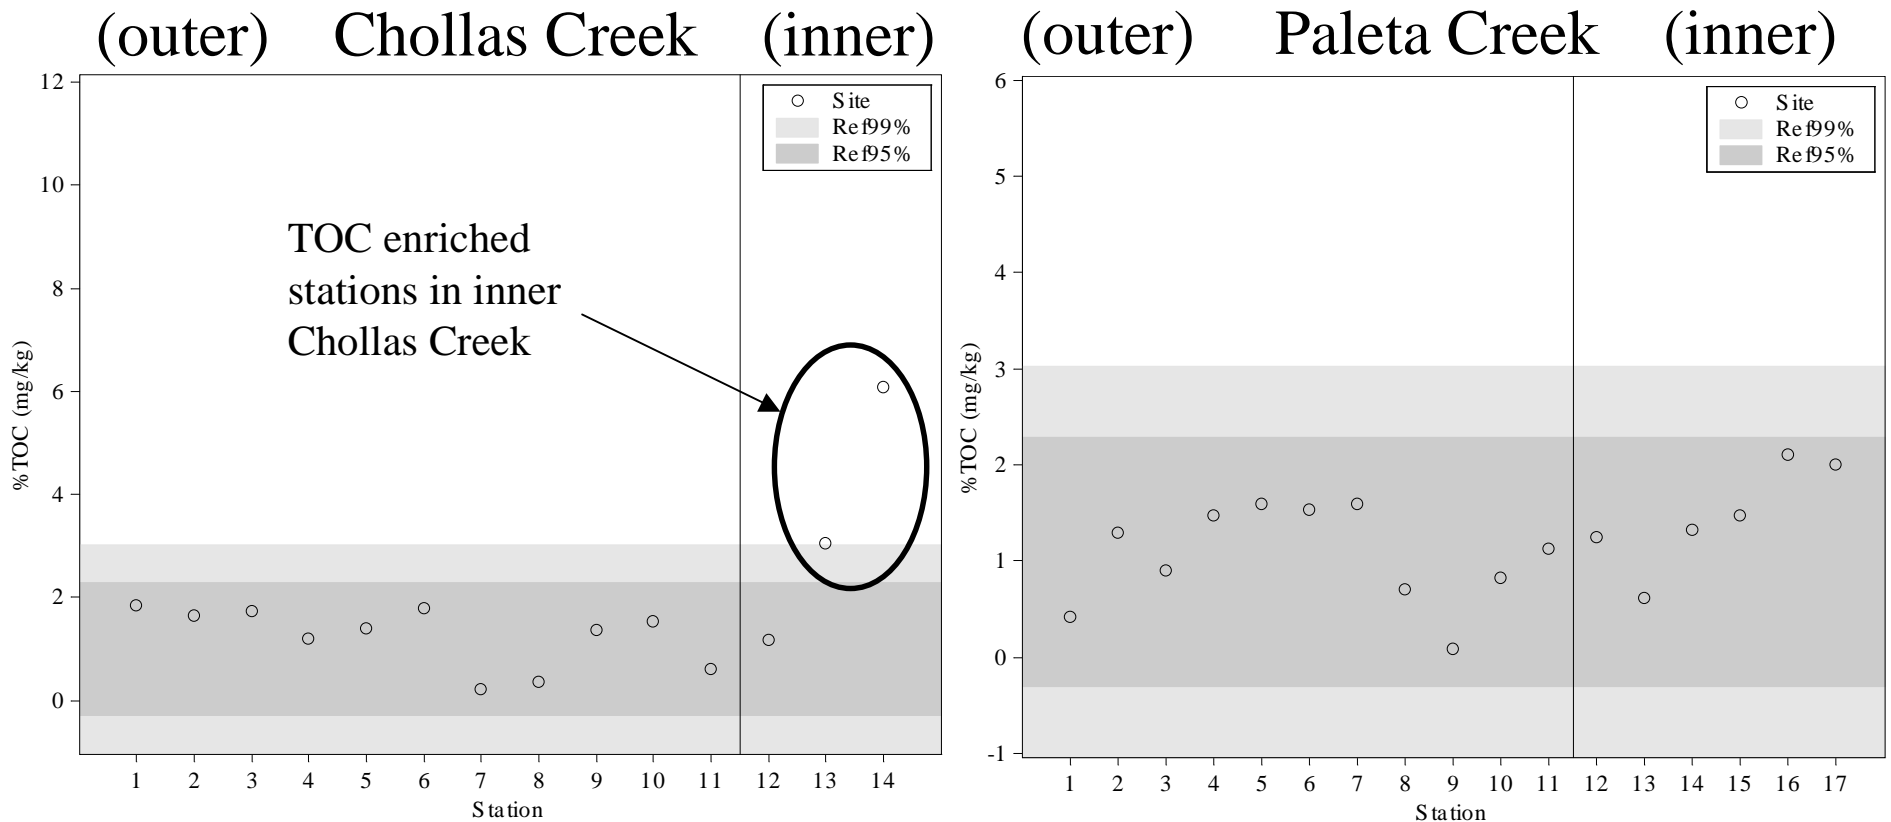 (outer) Chollas Creek (inner)
12
10
8
6
4
2
0
%TOC (mg/kg)
Site
Ref99%
Ref95%
TOC enriched
stations in inner
Chollas Creek
1 2 3 4 5 6 7 8 9 10 11 12 13 14
Station
(outer) Paleta Creek (inner)
6
5
4
3
2
1
0
-1
%TOC (mg/kg)
Site
Ref99%
Ref95%
1 2 3 4 5 6 7 8 9 10 11 12 13 14 15 16 17
Station